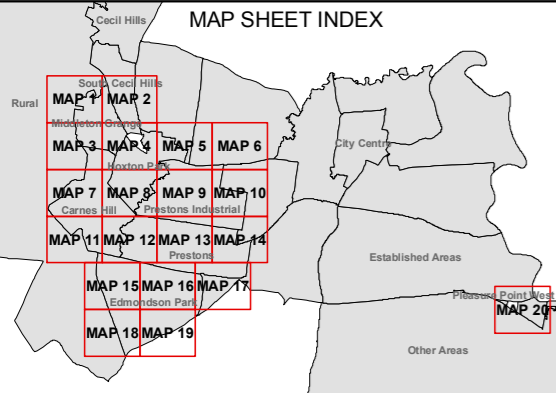 MAP SHEET INDEX
Cecil Hills
South Cecil Hills
Rural
MAP 1 MAP 2
Middleton Grange
MAP 3 MAP 4 MAP 5 MAP 6
City Centre
Hoxton Park
MAP 7 MAP 8 MAP 9 MAP 10
Carnes Hill Prestons Industrial
MAP 11 MAP 12 MAP 13 MAP 14
Prestons
Established Areas
MAP 15 MAP 16 MAP 17
Edmondson Park
Pleasure Point West
MAP 20
MAP 18 MAP 19
Other Areas